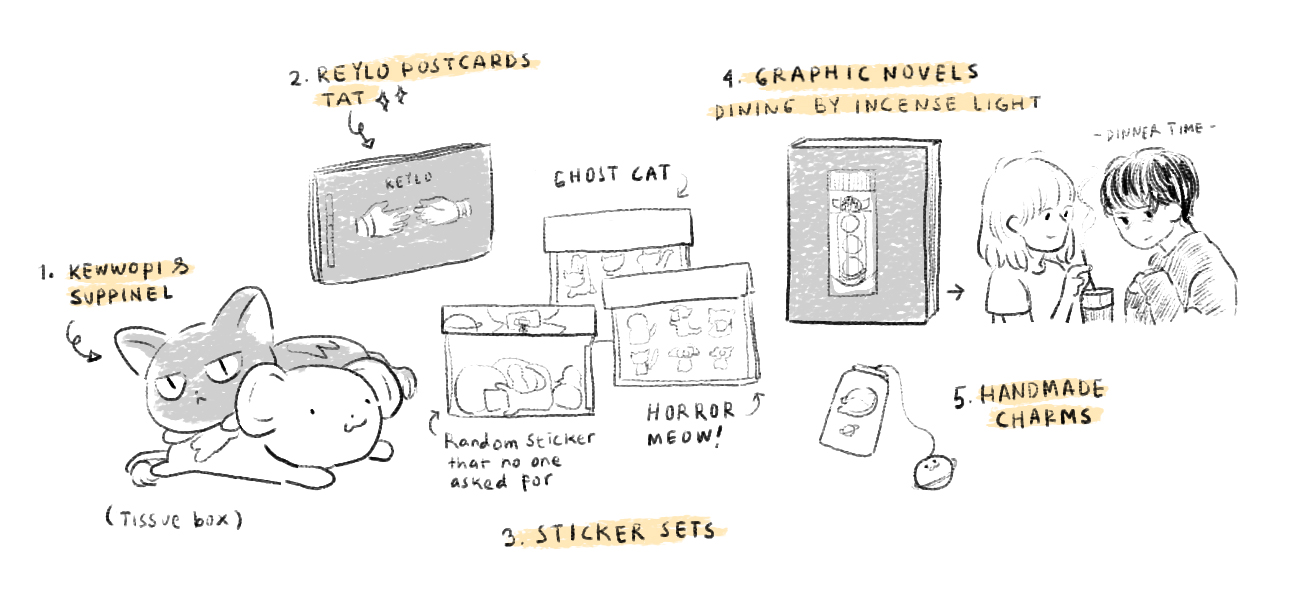 1. KEWWOPI &
SUPPINEL
(Tissue box)
2. REYLO POSTCARDS
TAT
REYLO
GHOST CAT
HORROR
MEOW!
Random Sticker
that no one
asked for
3. STICKER SETS
4. GRAPHIC NOVELS
DINING BY INCENSE LIGHT
- DINNER TIME -
5. HANDMADE
CHARMS